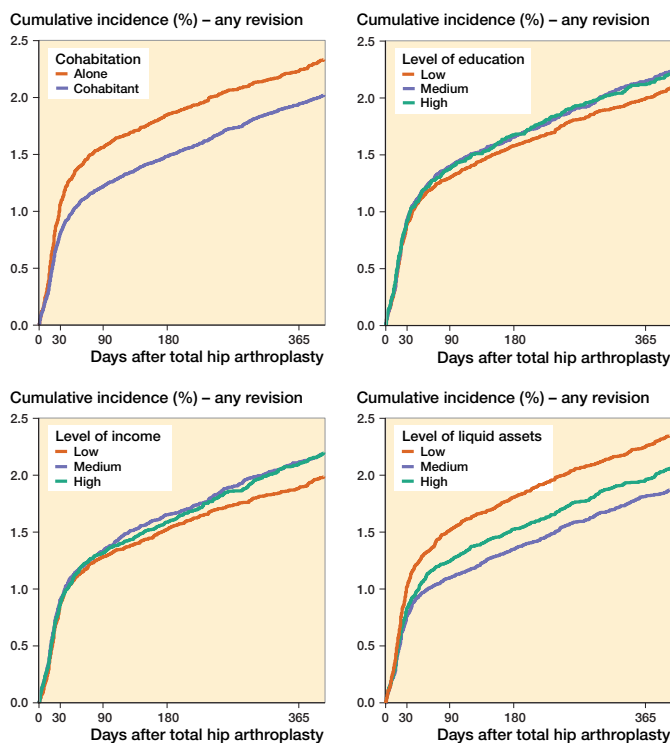 Cumulative incidence (%) – any revision
2.5
2.0
1.5
1.0
0.5
0.0
Cohabitation
Alone
Cohabitant
0 30 90 180 365
Days after total hip arthroplasty
Cumulative incidence (%) – any revision
2.5
2.0
1.5
1.0
0.5
0.0
Level of education
Low
Medium
High
0 30 90 180 365
Days after total hip arthroplasty
Cumulative incidence (%) – any revision
2.5
2.0
1.5
1.0
0.5
0.0
Level of income
Low
Medium
High
0 30 90 180 365
Days after total hip arthroplasty
Cumulative incidence (%) – any revision
2.5
2.0
1.5
1.0
0.5
0.0
Level of liquid assets
Low
Medium
High
0 30 90 180 365
Days after total hip arthroplasty